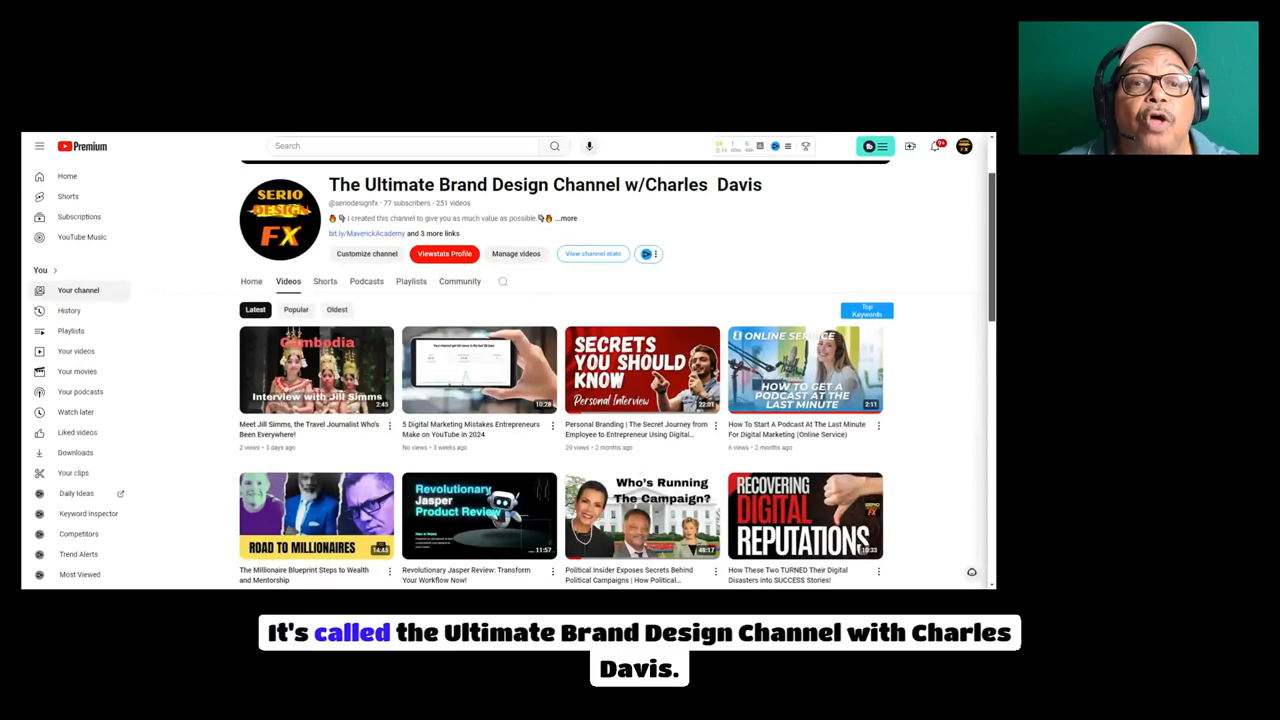 Premium
Search
9+
Home
Shorts
Subscriptions
YouTube Music
You
Your channel
History
Playlists
Your videos
Your movies
Your podcasts
Watch later
Liked videos
Downloads
Your clips
Daily Ideas
Keyword Inspector
Competitors
Trend Alerts
Most Viewed
SERIO
DESIGN
FX
The Ultimate Brand Design Channel w/Charles Davis
@seriodesignfx · 77 subscribers · 251 videos
I created this channel to give you as much value as possible. ...more
bit.ly/MaverickAcademy and 3 more links
Customize channel
Viewstats Profile
Manage videos
View channel stats
Home Videos Shorts Podcasts Playlists Community
Latest Popular Oldest
Top
Keywords
Cambodia
Interview with Jill Simms
2:45
Meet Jill Simms, the Travel Journalist Who's
Been Everywhere!
2 views · 3 days ago
10:28
5 Digital Marketing Mistakes Entrepreneurs
Make on YouTube in 2024
No views · 3 weeks ago
SECRETS
YOU SHOULD
KNOW
Personal Interview
22:01
Personal Branding | The Secret Journey from
Employee to Entrepreneur Using Digital...
29 views · 2 months ago
ONLINE SERVICE
HOW TO GET A
PODCAST AT THE
LAST MINUTE
2:11
How To Start A Podcast At The Last Minute
For Digital Marketing (Online Service)
6 views · 2 months ago
ROAD TO MILLIONAIRES
14:45
The Millionaire Blueprint Steps to Wealth
and Mentorship
Revolutionary
Jasper
Product Review
11:57
Revolutionary Jasper Review: Transform
Your Workflow Now!
Who's Running
The Campaign?
48:17
Political Insider Exposes Secrets Behind
Political Campaigns | How Political...
RECOVERING
DIGITAL
REPUTATIONS
SERIO
FX
How These Two TURNED Their Digital
Disasters into SUCCESS Stories!
It's called the Ultimate Brand Design Channel with Charles
Davis.